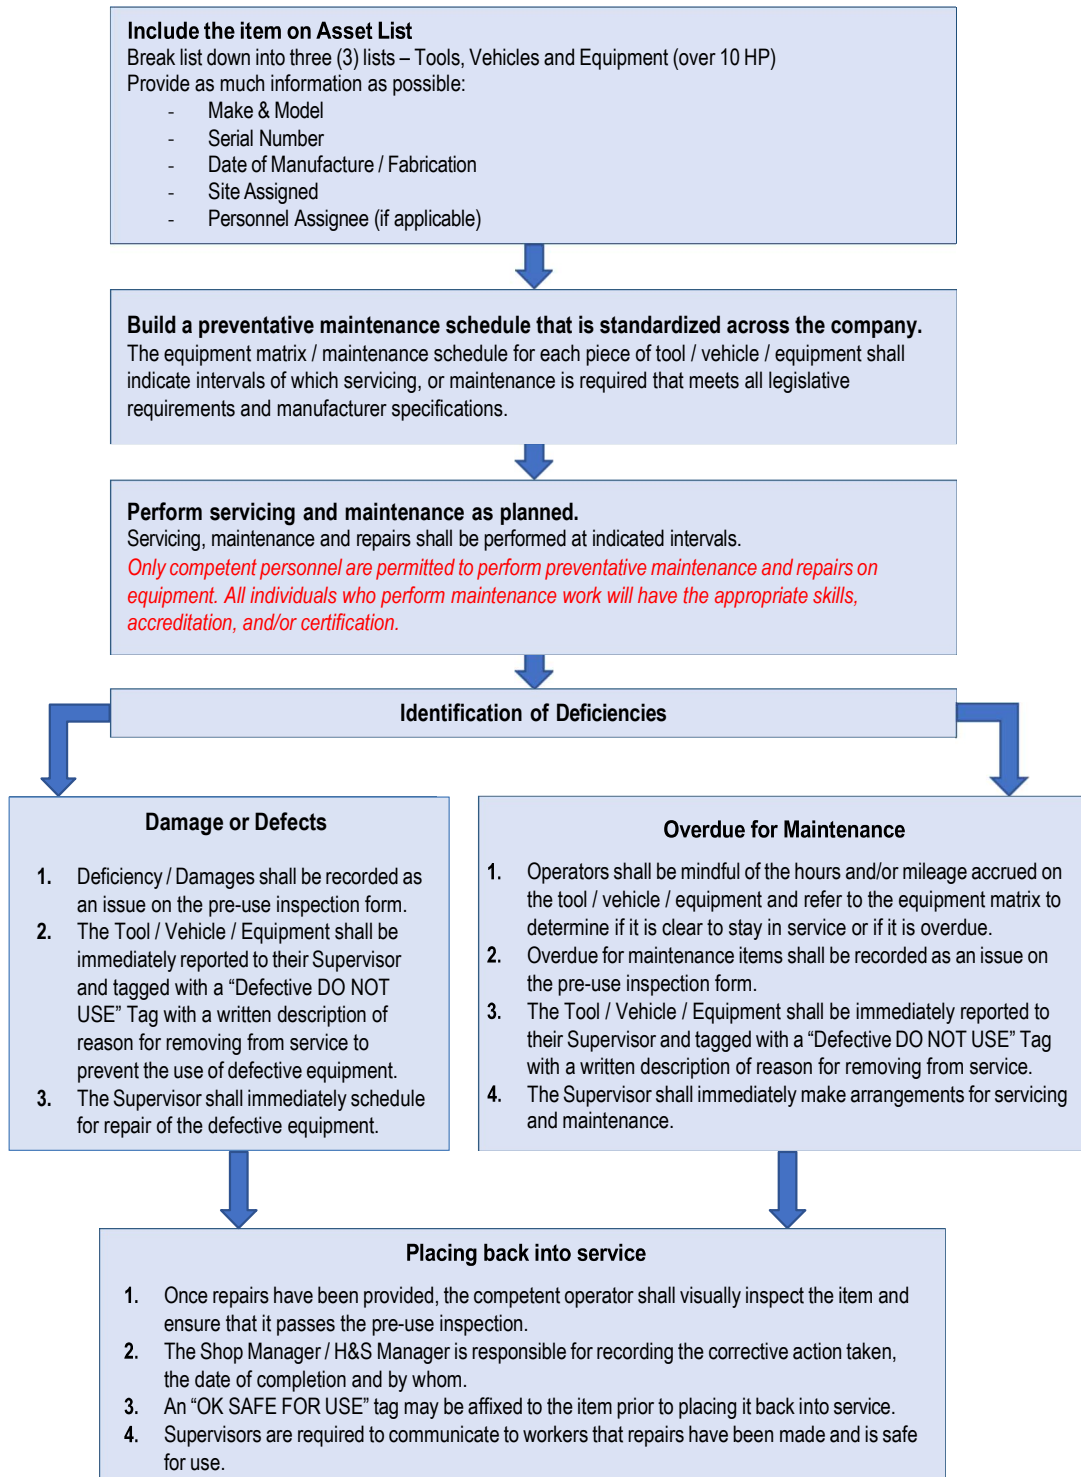 Include the item on Asset List
Break list down into three (3) lists – Tools, Vehicles and Equipment (over 10 HP)
Provide as much information as possible:
- Make & Model
- Serial Number
- Date of Manufacture / Fabrication
- Site Assigned
- Personnel Assignee (if applicable)
Build a preventative maintenance schedule that is standardized across the company.
The equipment matrix / maintenance schedule for each piece of tool / vehicle / equipment shall
indicate intervals of which servicing, or maintenance is required that meets all legislative
requirements and manufacturer specifications.
Perform servicing and maintenance as planned.
Servicing, maintenance and repairs shall be performed at indicated intervals.
Only competent personnel are permitted to perform preventative maintenance and repairs on
equipment. All individuals who perform maintenance work will have the appropriate skills,
accreditation, and/or certification.
Identification of Deficiencies
Damage or Defects
1. Deficiency / Damages shall be recorded as
an issue on the pre-use inspection form.
2. The Tool / Vehicle / Equipment shall be
immediately reported to their Supervisor
and tagged with a “Defective DO NOT
USE” Tag with a written description of
reason for removing from service to
prevent the use of defective equipment.
3. The Supervisor shall immediately schedule
for repair of the defective equipment.
Overdue for Maintenance
1. Operators shall be mindful of the hours and/or mileage accrued on
the tool / vehicle / equipment and refer to the equipment matrix to
determine if it is clear to stay in service or if it is overdue.
2. Overdue for maintenance items shall be recorded as an issue on
the pre-use inspection form.
3. The Tool / Vehicle / Equipment shall be immediately reported to
their Supervisor and tagged with a “Defective DO NOT USE” Tag
with a written description of reason for removing from service.
4. The Supervisor shall immediately make arrangements for servicing
and maintenance.
Placing back into service
1. Once repairs have been provided, the competent operator shall visually inspect the item and
ensure that it passes the pre-use inspection.
2. The Shop Manager / H&S Manager is responsible for recording the corrective action taken,
the date of completion and by whom.
3. An “OK SAFE FOR USE” tag may be affixed to the item prior to placing it back into service.
4. Supervisors are required to communicate to workers that repairs have been made and is safe
for use.